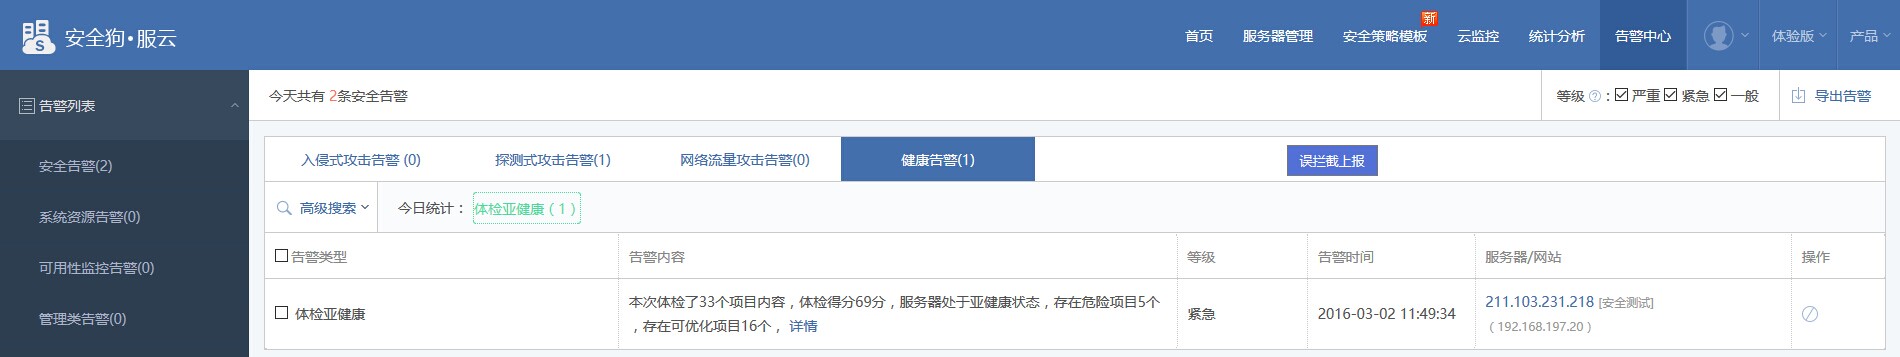 安全狗•服云
首页 服务器管理 安全策略模板 新 云监控 统计分析 告警中心 体验版 产品
告警列表
安全告警(2)
系统资源告警(0)
可用性监控告警(0)
管理类告警(0)
今天共有 2条安全告警
等级 ? : 严重 紧急 一般
导出告警
入侵式攻击告警 (0) 探测式攻击告警(1) 网络流量攻击告警(0) 健康告警(1)
误拦截上报
高级搜索 今日统计： 体检亚健康（1）
告警类型 告警内容 等级 告警时间 服务器/网站 操作
体检亚健康
本次体检了33个项目内容，体检得分69分，服务器处于亚健康状态，存在危险项目5个
，存在可优化项目16个， 详情
紧急
2016-03-02 11:49:34
211.103.231.218 [安全测试]
（192.168.197.20）